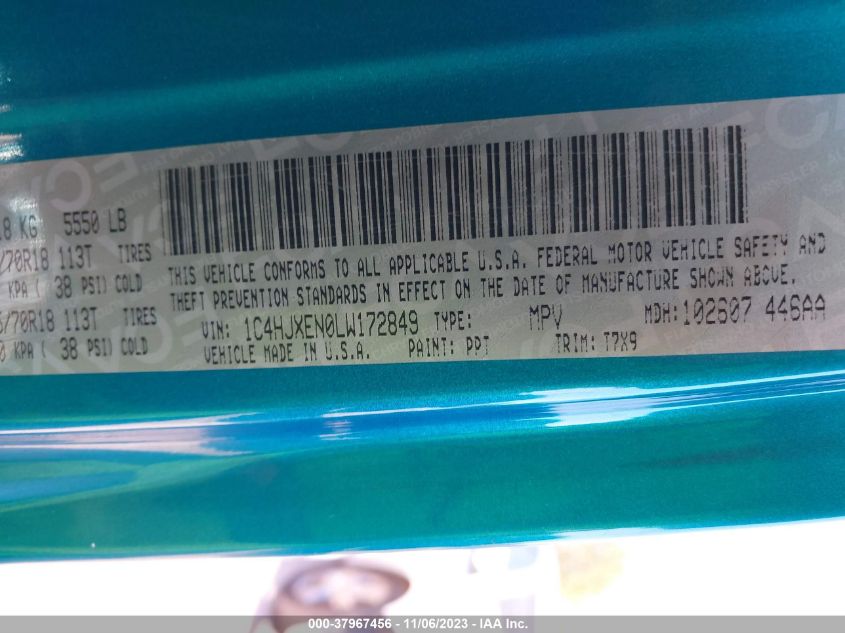 18 KG 5550 LB
/70R18 113T TIRES
KPA ( 38 PSI) COLD
/70R18 113T TIRES
0 KPA ( 38 PSI) COLD
THIS VEHICLE CONFORMS TO ALL APPLICABLE U.S.A. FEDERAL MOTOR VEHICLE SAFETY AND
THEFT PREVENTION STANDARDS IN EFFECT ON THE DATE OF MANUFACTURE SHOWN ABOVE.
VIN: 1C4HJXEN0LW172849 TYPE: MPV MDH:102607 446AA
VEHICLE MADE IN U.S.A. PAINT: PPT TRIM: T7X9
000-37967456 - 11/06/2023 - IAA Inc.